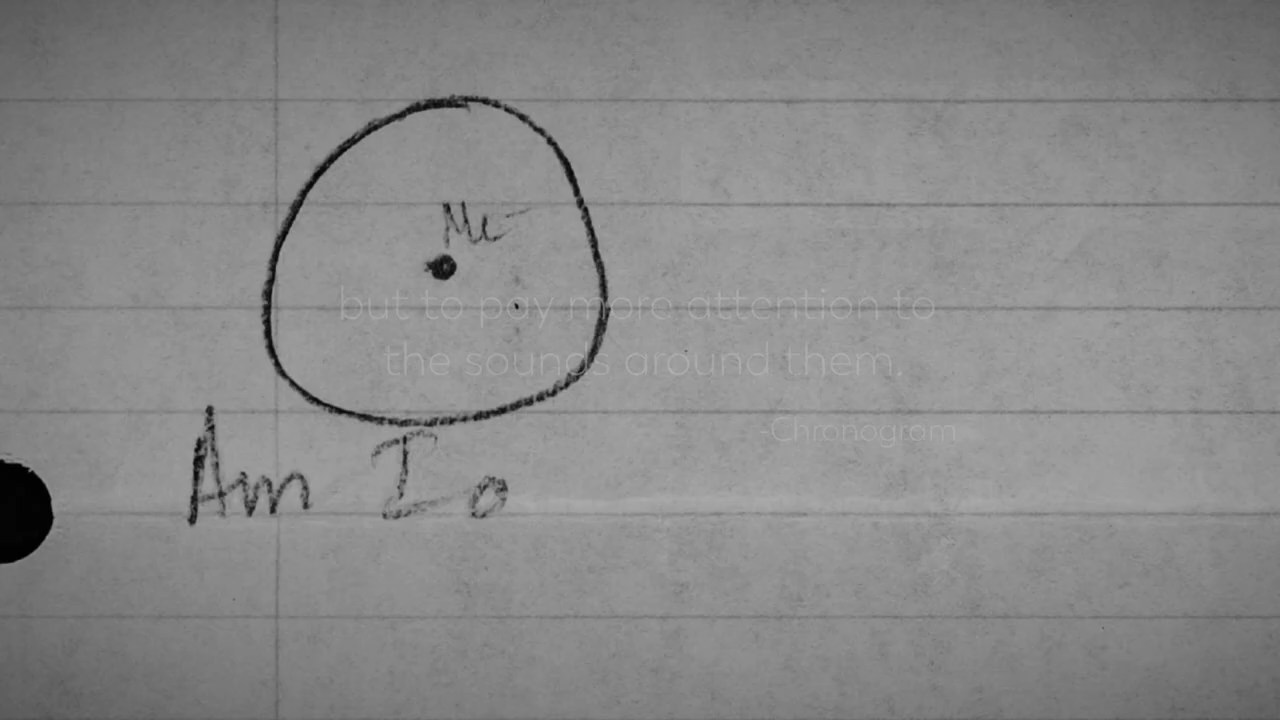 Me
but to pay more attention to
the sounds around them.
-Chronogram
Am I o